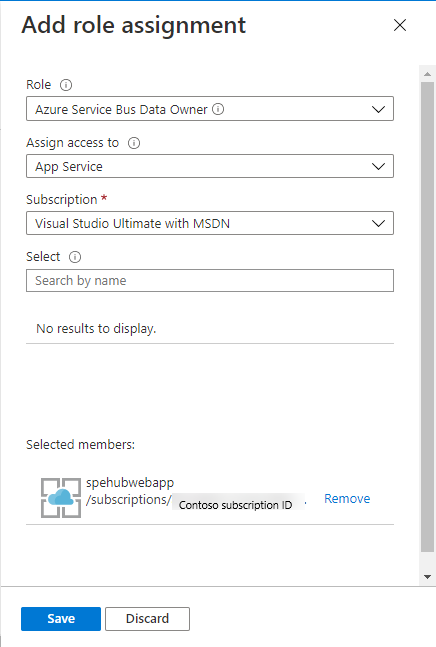 Add role assignment
Role
Azure Service Bus Data Owner
Assign access to
App Service
Subscription *
Visual Studio Ultimate with MSDN
Select
Search by name
No results to display.
Selected members:
spehubwebapp
/subscriptions/ Contoso subscription ID .
Remove
Save
Discard